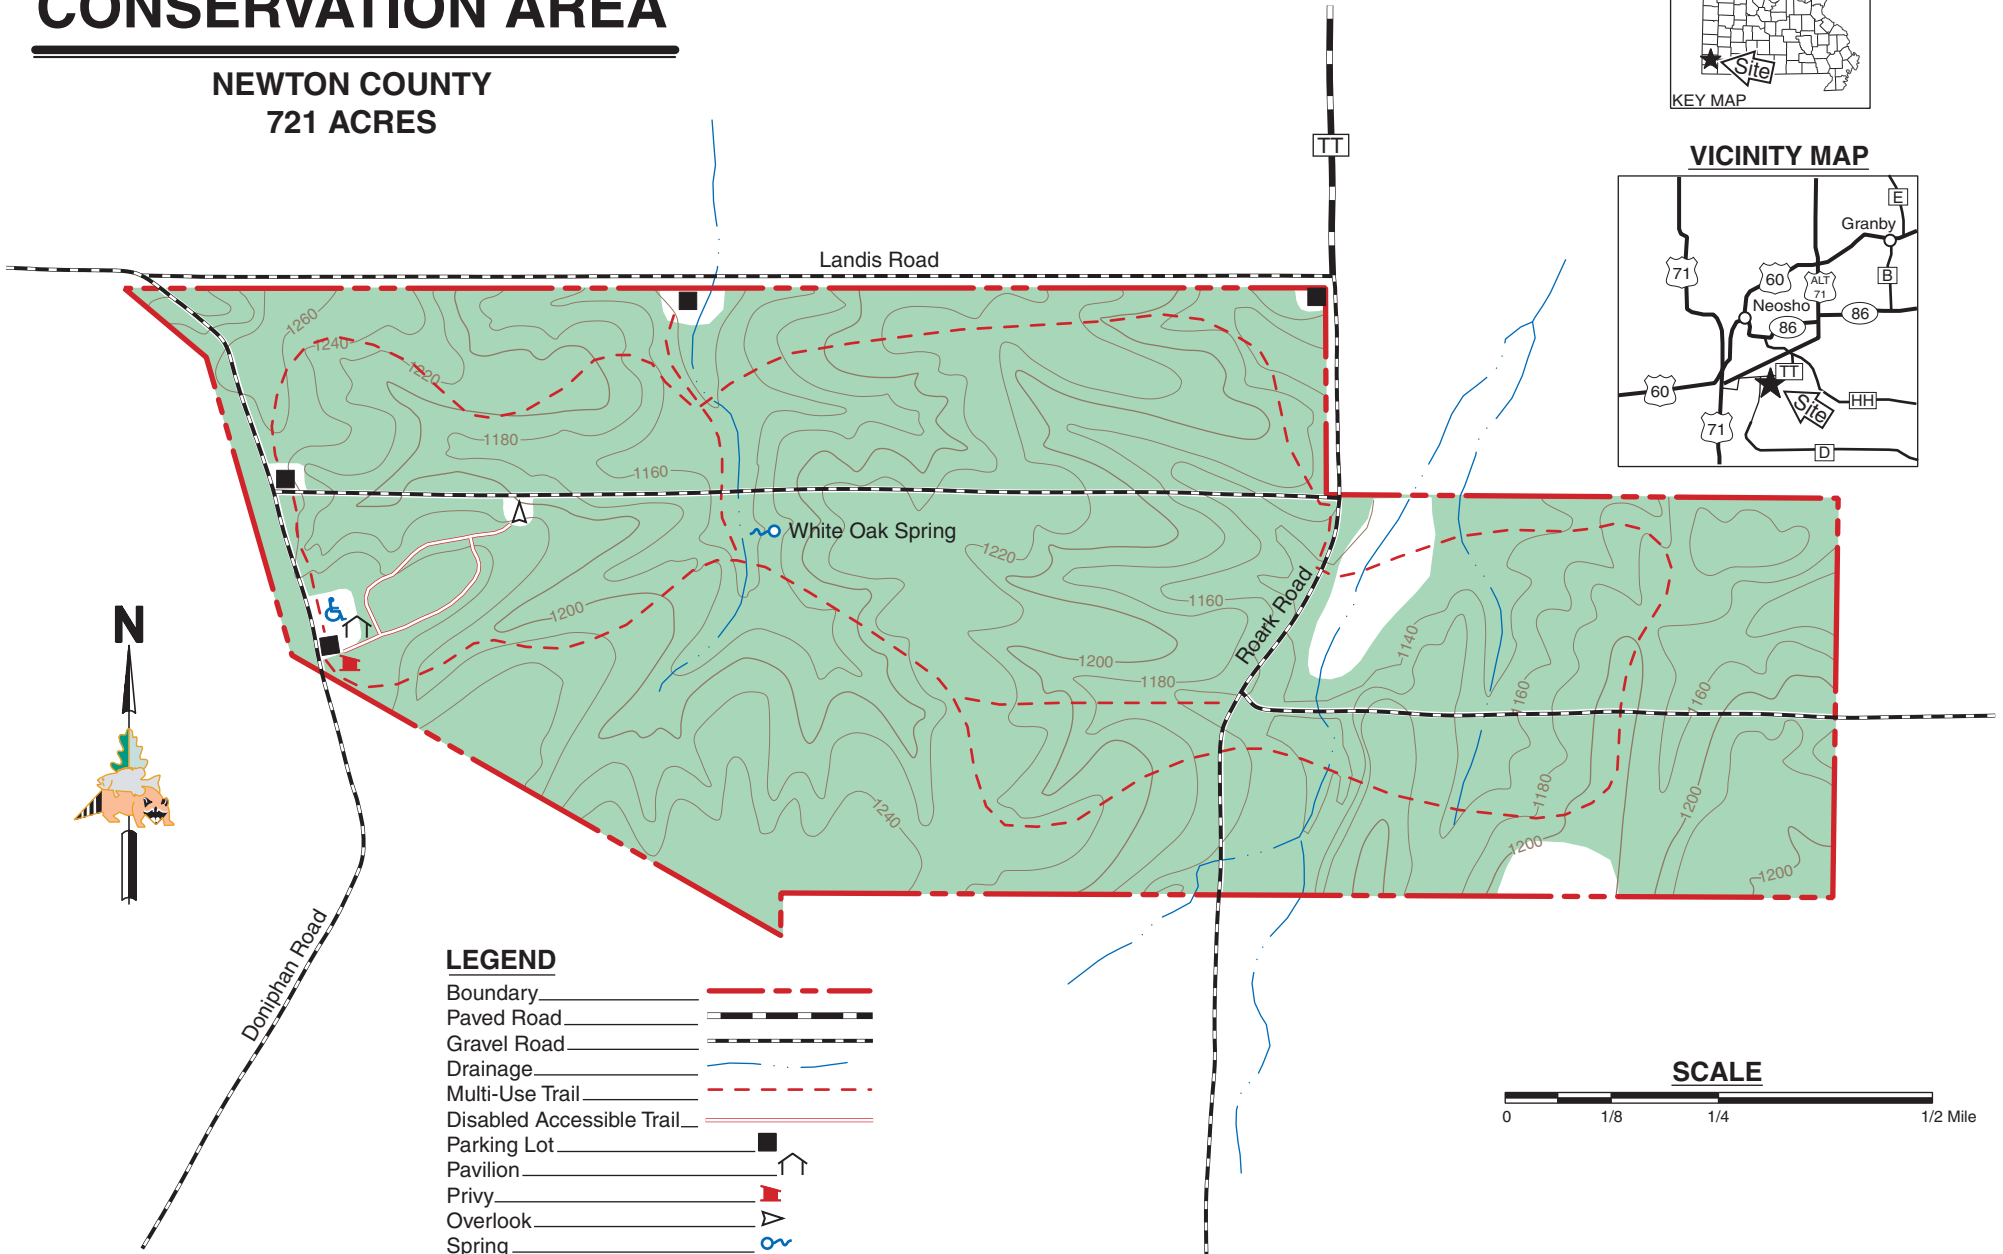 CONSERVATION AREA
NEWTON COUNTY
721 ACRES
Site
KEY MAP
VICINITY MAP
E
Granby
71
60
ALT
71
B
Neosho
86
86
TT
60
Site
HH
71
D
TT
Landis Road
1260
1240
1220
1180
1160
White Oak Spring
1220
1200
1160
Roark Road
1140
1200
1180
1160
1160
1180
1200
1240
1200
1200
N
Doniphan Road
LEGEND
Boundary
Paved Road
Gravel Road
Drainage
Multi-Use Trail
Disabled Accessible Trail
Parking Lot
Pavilion
Privy
Overlook
Spring
SCALE
0 1/8 1/4 1/2 Mile